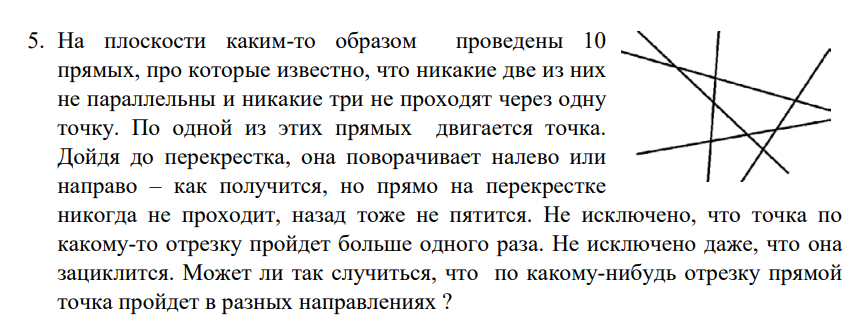 5. На плоскости каким-то образом проведены 10
прямых, про которые известно, что никакие две из них
не параллельны и никакие три не проходят через одну
точку. По одной из этих прямых двигается точка.
Дойдя до перекрестка, она поворачивает налево или
направо – как получится, но прямо на перекрестке
никогда не проходит, назад тоже не пятится. Не исключено, что точка по
какому-то отрезку пройдет больше одного раза. Не исключено даже, что она
зациклится. Может ли так случиться, что по какому-нибудь отрезку прямой
точка пройдет в разных направлениях ?